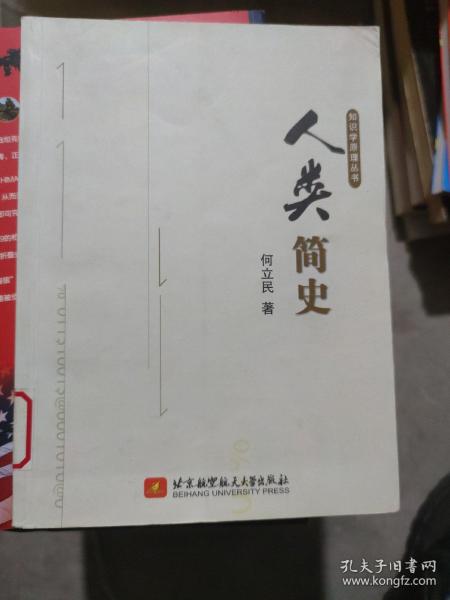 知识学原理丛书
人类
简史
何立民 著
北京航空航天大学出版社
BEIHANG UNIVERSITY PRESS
孔夫子旧书网
www.kongfz.com